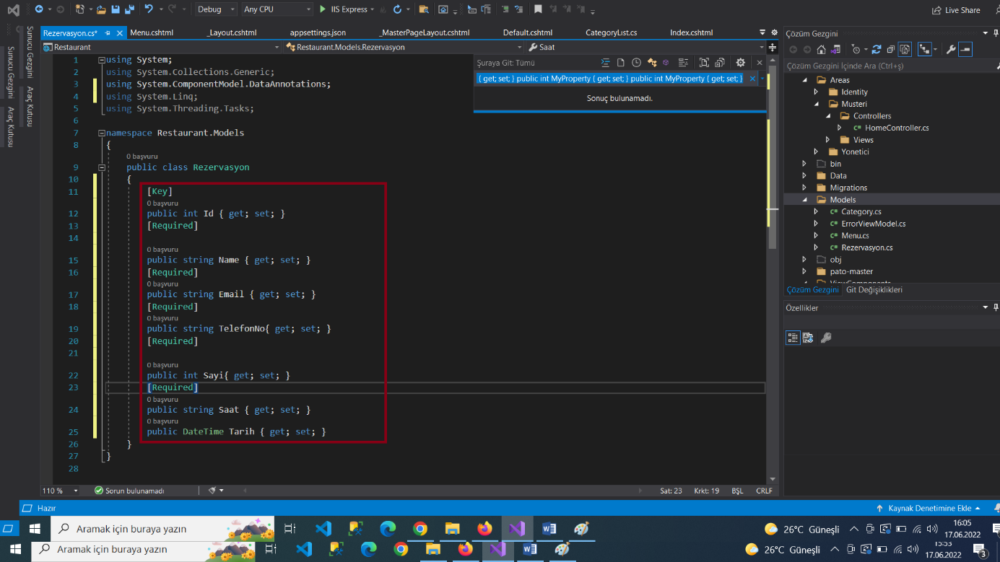 Debug
Any CPU
IIS Express
Live Share
Sunucu Gezgini
Araç Kutusu
Sunucu Gezgini
Araç Kutusu
Rezervasyon.cs*
Menu.cshtml
_Layout.cshtml
appsettings.json
_MasterPageLayout.cshtml
Default.cshtml
CategoryList.cs
Index.cshtml
Restaurant
Restaurant.Models.Rezervasyon
Saat
Şuraya Git: Tümü
{ get; set; } public int MyProperty { get; set; } public int MyProperty { get; set; }
Sonuç bulunamadı.
1 using System;
2 using System.Collections.Generic;
3 using System.ComponentModel.DataAnnotations;
4 using System.Linq;
5 using System.Threading.Tasks;
6
7 namespace Restaurant.Models
8 {
0 başvuru
9 public class Rezervasyon
10 {
11 [Key]
0 başvuru
12 public int Id { get; set; }
13 [Required]
14
0 başvuru
15 public string Name { get; set; }
16 [Required]
0 başvuru
17 public string Email { get; set; }
18 [Required]
0 başvuru
19 public string TelefonNo{ get; set; }
20 [Required]
21
0 başvuru
22 public int Sayi{ get; set; }
23 [Required]
0 başvuru
24 public string Saat { get; set; }
0 başvuru
25 public DateTime Tarih { get; set; }
26 }
27 }
28
110 %
Sorun bulunamadı
Sat: 23
Krkt: 19
BŞL
CRLF
Çözüm Gezgini
Çözüm Gezgini İçinde Ara (Ctrl+ş)
Areas
Identity
Musteri
Controllers
HomeController.cs
Views
Yonetici
bin
Data
Migrations
Models
Category.cs
ErrorViewModel.cs
Menu.cs
Rezervasyon.cs
obj
pato-master
ViewComponents
Çözüm Gezgini
Git Değişiklikleri
Özellikler
Hazır
Kaynak Denetimine Ekle
Aramak için buraya yazın
26°C Güneşli
16:05
17.06.2022
Aramak için buraya yazın
26°C Güneşli
15:53
17.06.2022
3